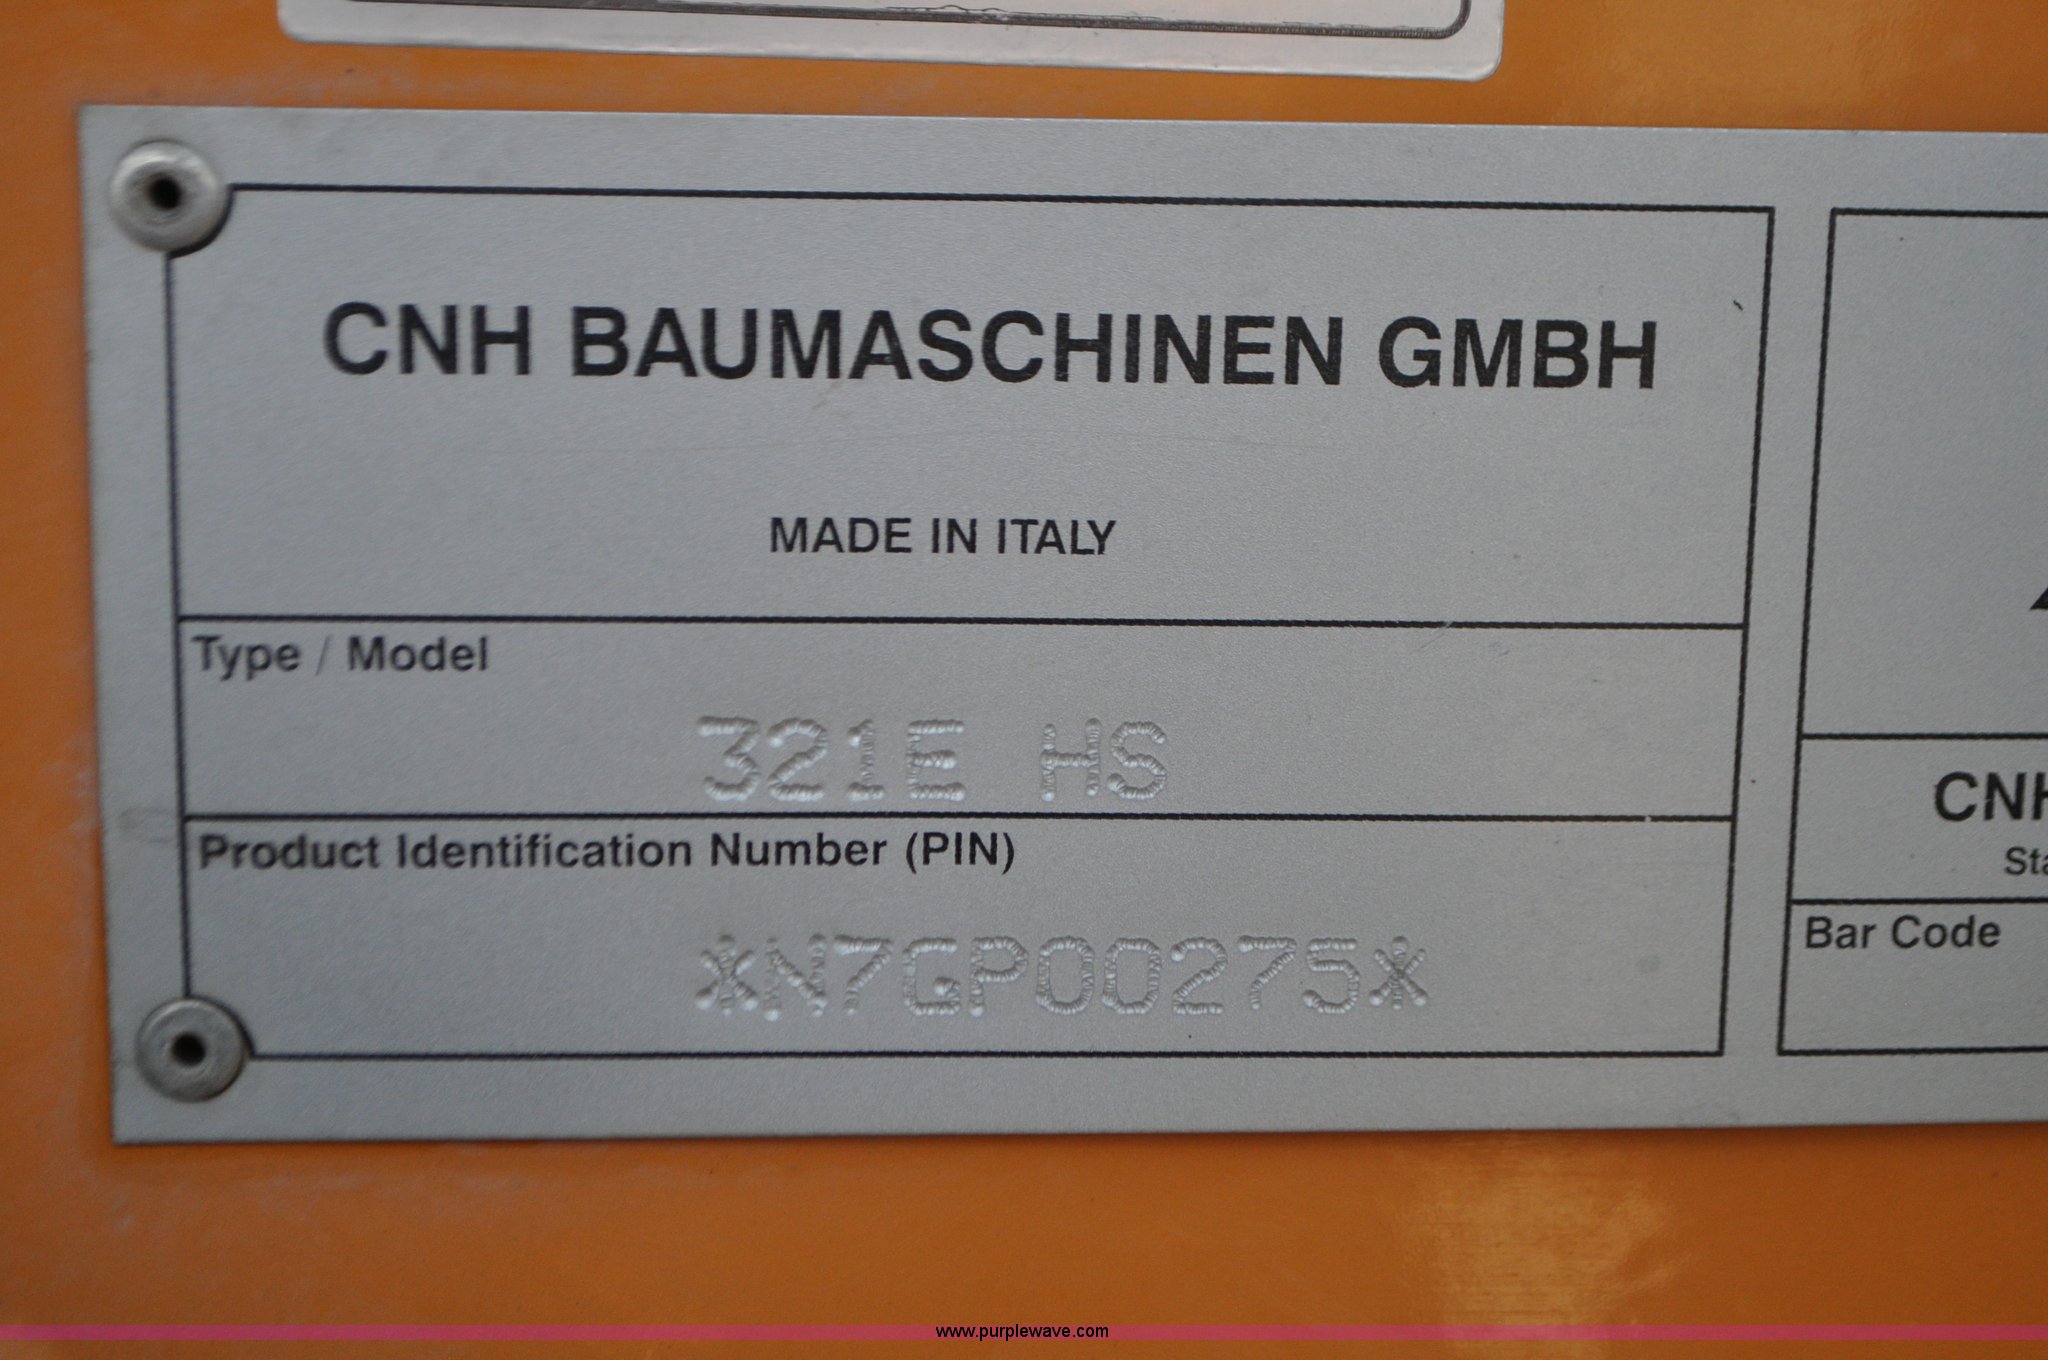 CNH BAUMASCHINEN GMBH
MADE IN ITALY
Type / Model
321E HS
Product Identification Number (PIN)
*N7GP00275*
CNH
Sta
Bar Code
www.purplewave.com